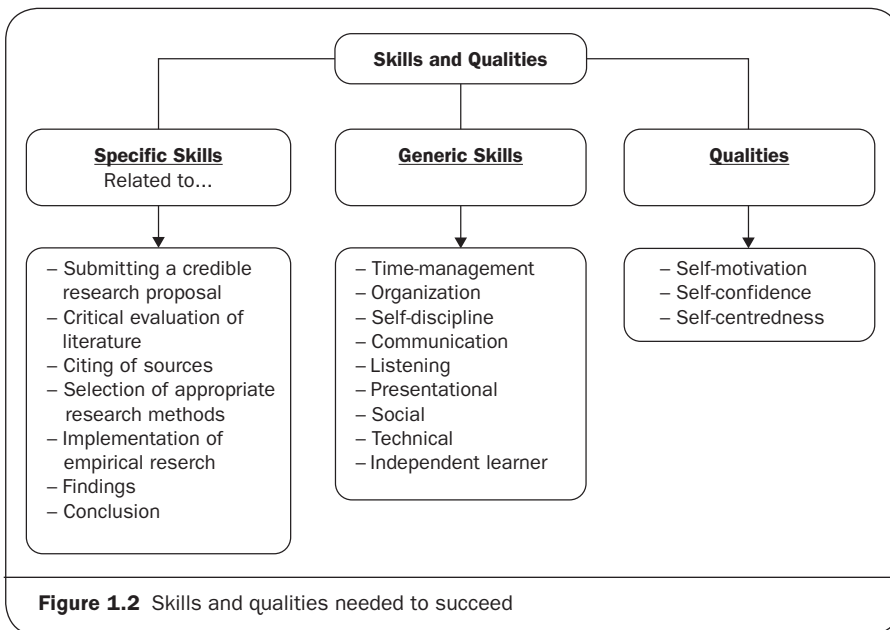 Skills and Qualities
Specific Skills
Related to...
Generic Skills
Qualities
– Submitting a credible
research proposal
– Critical evaluation of
literature
– Citing of sources
– Selection of appropriate
research methods
– Implementation of
empirical reserch
– Findings
– Conclusion
– Time-management
– Organization
– Self-discipline
– Communication
– Listening
– Presentational
– Social
– Technical
– Independent learner
– Self-motivation
– Self-confidence
– Self-centredness
Figure 1.2 Skills and qualities needed to succeed